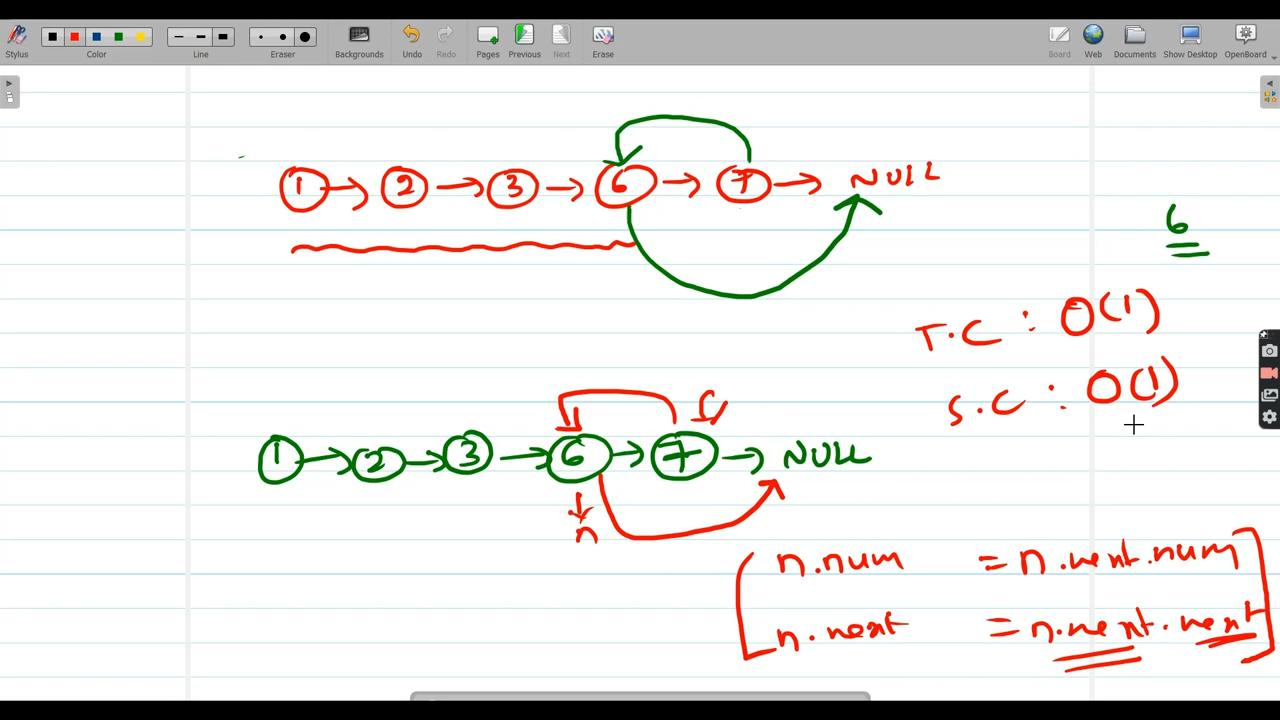 Stylus Color Line Eraser Backgrounds Undo Redo Pages Previous Next Erase Board Web Documents Show Desktop OpenBoard
1 → 2 → 3 → 6 → 7 → NULL
6
T.C : O(1)
S.C : O(1)
1 → 2 → 3 → 6 → 7 → NULL
n
n.num = n.next.num
n.next = n.next.next